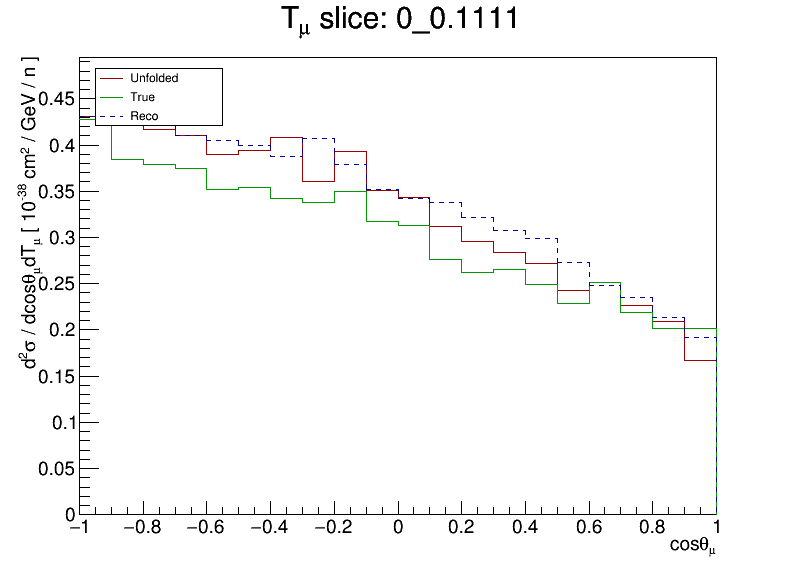 Tμ slice: 0_0.1111
d²σ / dcosθμdTμ [ 10⁻³⁸ cm² / GeV / n ]
Unfolded
True
Reco
0.45
0.4
0.35
0.3
0.25
0.2
0.15
0.1
0.05
0
−1 −0.8 −0.6 −0.4 −0.2 0 0.2 0.4 0.6 0.8 1
cosθμ